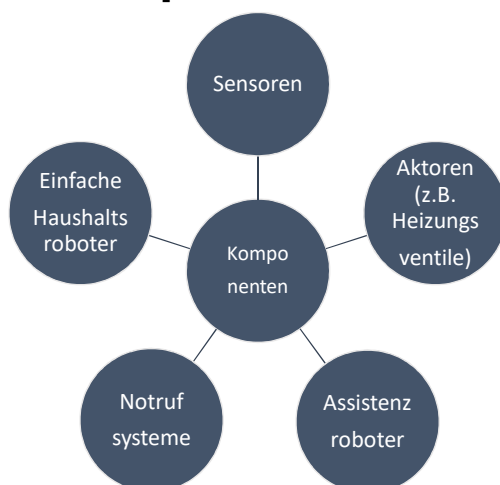 Sensoren
Aktoren
(z.B.
Heizungs
ventile)
Assistenz
roboter
Notruf
systeme
Einfache
Haushalts
roboter
Kompo
nenten